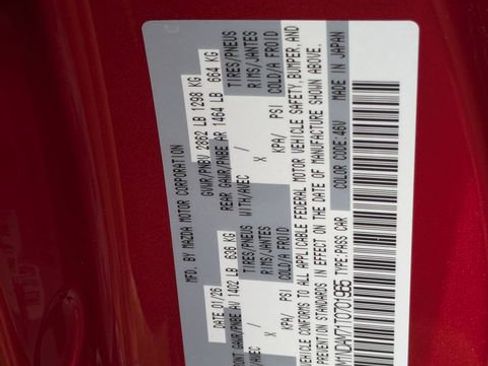 MFD. BY MAZDA MOTOR CORPORATION
DATE 01/26 GVWR/PNBV 2862 LB 1298 KG
FRONT GAWR/PNBE AV 1402 LB 636 KG REAR GAWR/PNBE AR 1464 LB 664 KG
TIRES/PNEUS WITH/AVEC TIRES/PNEUS
RIMS/JANTES X RIMS/JANTES
COLD/A FROID KPA/ PSI COLD/A FROID
X KPA/ PSI
VEHICLE CONFORMS TO ALL APPLICABLE FEDERAL MOTOR VEHICLE SAFETY, BUMPER, AND
PREVENTION STANDARDS IN EFFECT ON THE DATE OF MANUFACTURE SHOWN ABOVE.
M1NDAM7110701965 TYPE:PASS CAR COLOR CODE:46V MADE IN JAPAN